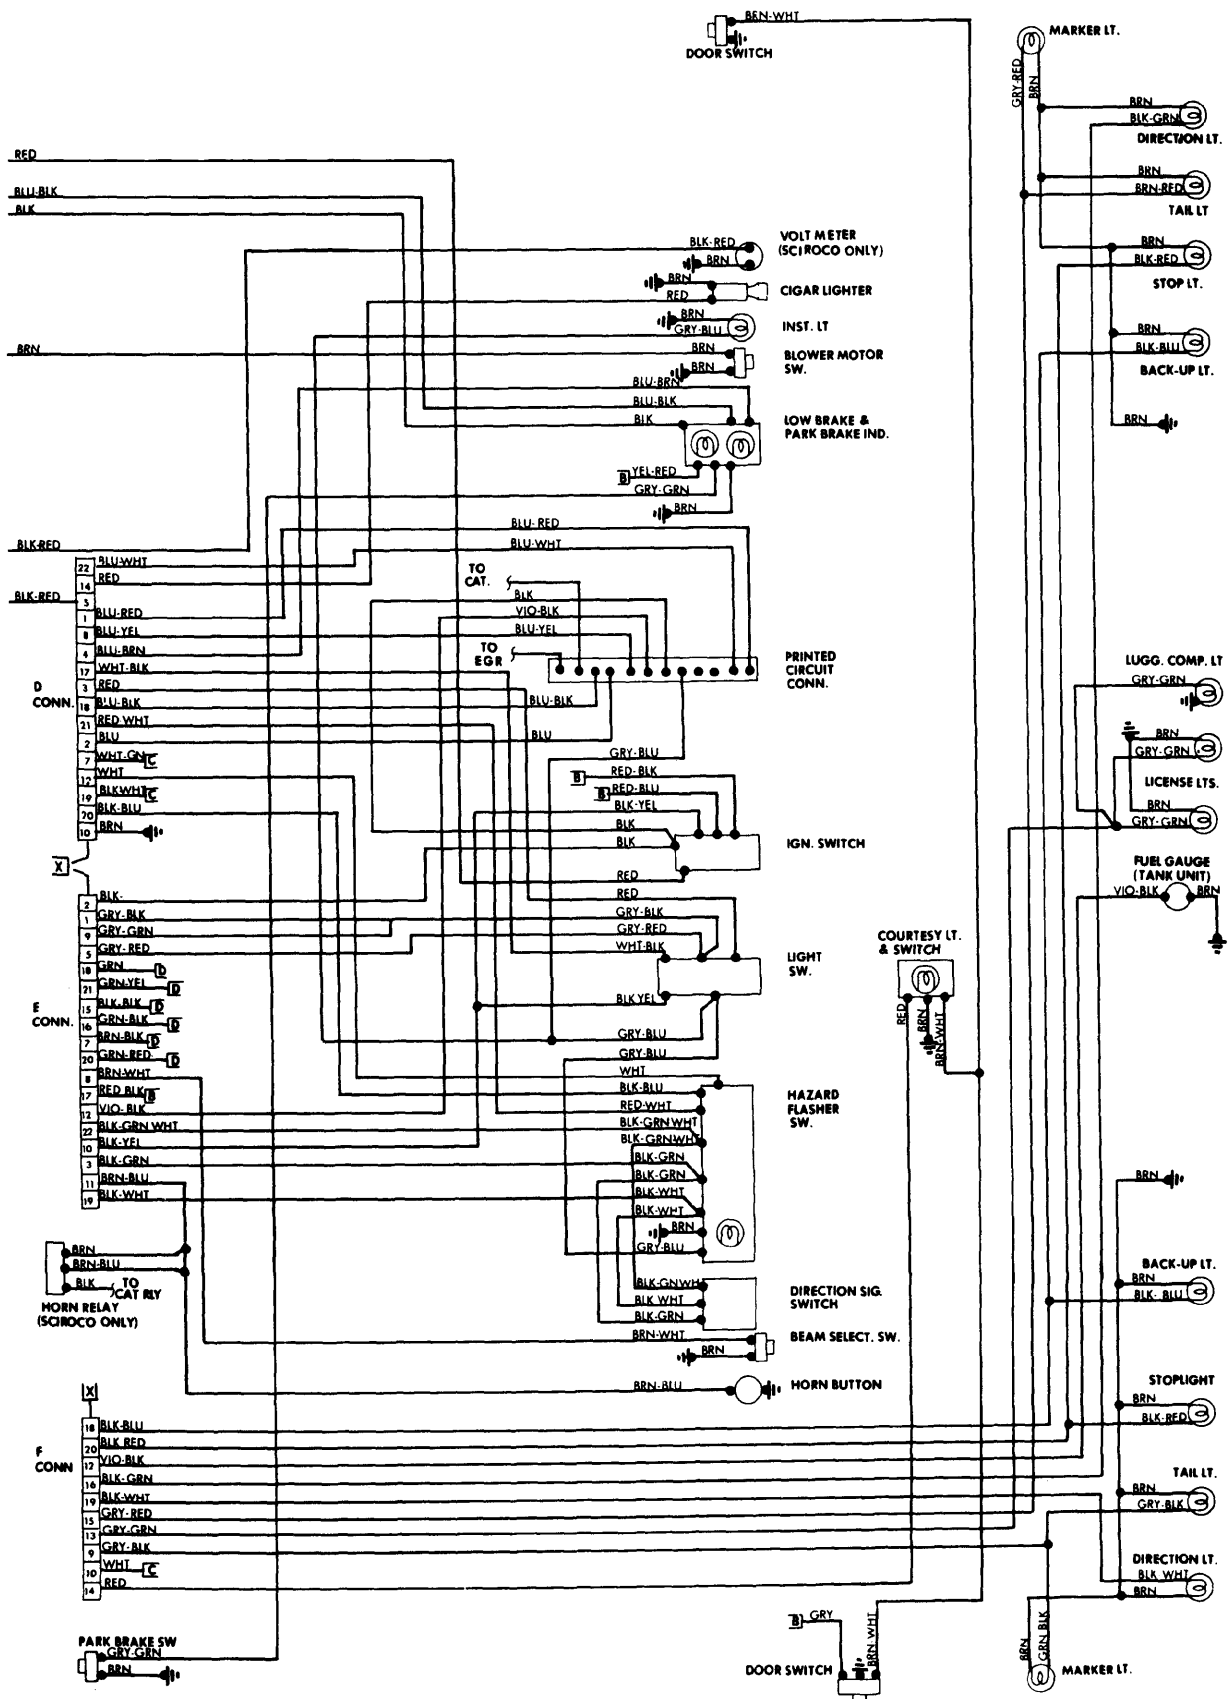 BRN-WHT
DOOR SWITCH
MARKER LT.
GRY-RED
BRN
BRN
BLK-GRN
DIRECTION LT.
RED
BRN
BRN-RED
TAIL LT
BLU-BLK
BLK
BLK-RED
BRN
VOLT METER
(SCIROCO ONLY)
BRN
BLK-RED
STOP LT.
BRN
RED
CIGAR LIGHTER
BRN
GRY-BLU
INST. LT
BRN
BLK-BLU
BACK-UP LT.
BRN
BRN
BRN
BLOWER MOTOR
SW.
BLU-BRN
BLU-BLK
BLK
LOW BRAKE &
PARK BRAKE IND.
BRN
B
YEL-RED
GRY-GRN
BRN
BLK-RED
BLU-RED
BLU-WHT
22
BLU-WHT
14
RED
BLK-RED
5
TO
CAT.
BLK
VIO-BLK
BLU-YEL
1
BLU-RED
8
BLU-YEL
4
BLU-BRN
17
WHT-BLK
TO
EGR
PRINTED
CIRCUIT
CONN.
D
CONN.
3
RED
18
BLU-BLK
BLU-BLK
21
RED WHT
2
BLU
BLU
7
WHT-GN
C
GRY-BLU
12
WHT
B
RED-BLK
19
BLKWHT
C
B
RED-BLU
20
BLK-BLU
BLK-YEL
10
BRN
BLK
BLK
IGN. SWITCH
RED
LUGG. COMP. LT
GRY-GRN
BRN
GRY-GRN
LICENSE LTS.
BRN
GRY-GRN
FUEL GAUGE
(TANK UNIT)
VIO-BLK
BRN
X
2
BLK-
RED
1
GRY-BLK
GRY-BLK
9
GRY-GRN
GRY-RED
5
GRY-RED
WHT-BLK
LIGHT
SW.
COURTESY LT.
& SWITCH
18
GRN
D
21
GRN-YEL
D
E
CONN.
15
BLK-BLK
D
BLK YEL
RED
BRN
BRN-WHT
16
GRN-BLK
D
7
BRN-BLK
D
GRY-BLU
20
GRN-RED
D
GRY-BLU
8
BRN-WHT
WHT
17
RED BLK
B
BLK-BLU
12
VIO-BLK
RED-WHT
HAZARD
FLASHER
SW.
22
BLK-GRN WHT
BLK-GRN WHT
10
BLK-YEL
BLK-GRNWHT
3
BLK-GRN
BLK-GRN
11
BRN-BLU
BLK-GRN
19
BLK-WHT
BLK-WHT
BLK-WHT
BRN
GRY-BLU
BRN
BRN
BRN-BLU
BLK
TO
CAT RLY
HORN RELAY
(SCIROCO ONLY)
BLK-GNWH
BLK WHT
BLK-GRN
DIRECTION SIG.
SWITCH
BACK-UP LT.
BRN
BLK- BLU
BRN-WHT
BRN
BEAM SELECT. SW.
BRN-BLU
HORN BUTTON
X
STOPLIGHT
BRN
BLK-RED
F
CONN
18
BLK-BLU
20
BLK RED
12
VIO-BLK
16
BLK-GRN
19
BLK-WHT
15
GRY-RED
13
GRY-GRN
9
GRY-BLK
10
WHT
C
14
RED
TAIL LT.
BRN
GRY-BLK
DIRECTION LT.
BLK WHT
BRN
PARK BRAKE SW
GRY-GRN
BRN
B
GRY
BRN-WHT
DOOR SWITCH
BRN
GRN BLK
MARKER LT.